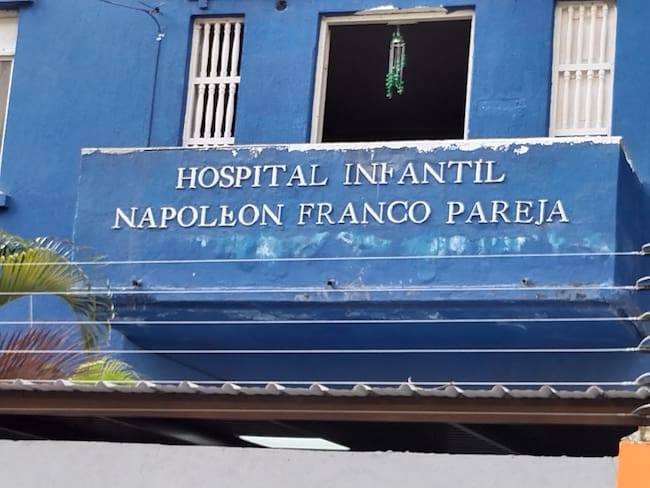 HOSPITAL INFANTIL
NAPOLEON FRANCO PAREJA